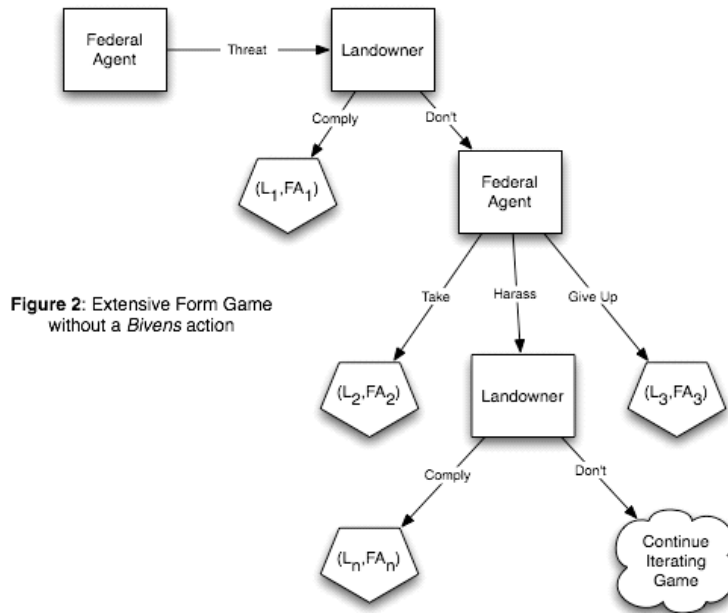 Federal
Agent
Threat
Landowner
Comply
Don't
(L1,FA1)
Federal
Agent
Figure 2: Extensive Form Game
without a Bivens action
Take
Harass
Give Up
(L2,FA2)
Landowner
(L3,FA3)
Comply
Don't
(Ln,FAn)
Continue
Iterating
Game